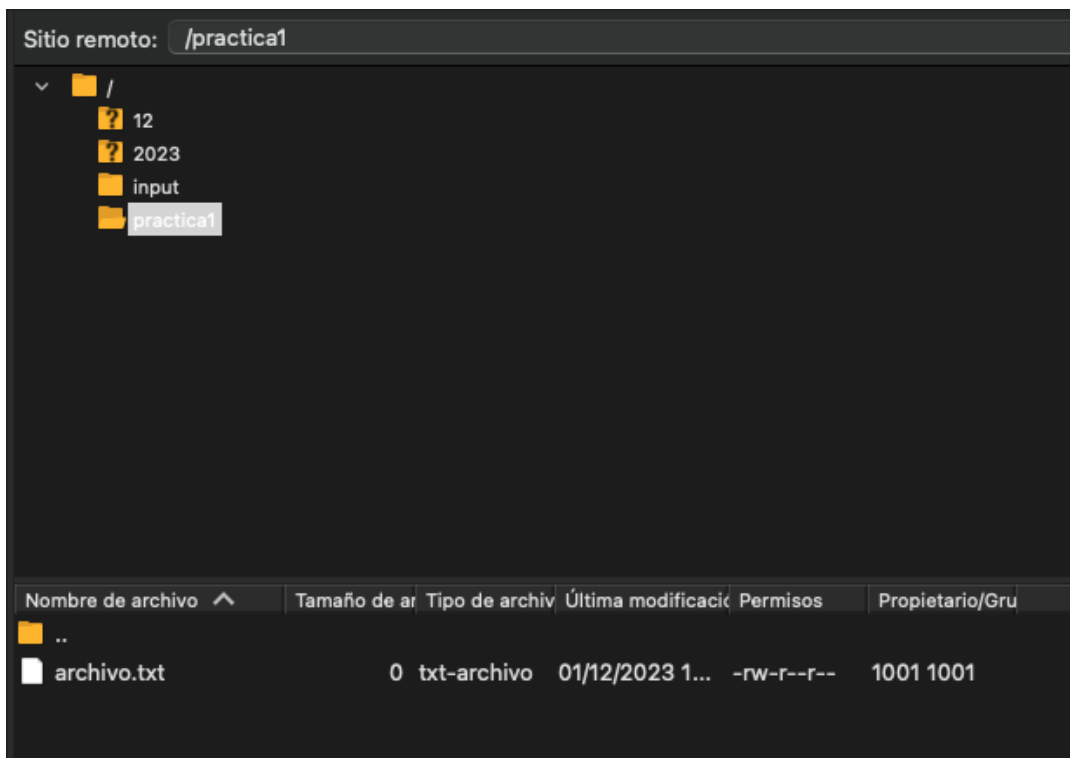 Sitio remoto: /practica1
/
12
2023
input
practica1
Nombre de archivo Tamaño de ar Tipo de archiv Última modificació Permisos Propietario/Gru
..
archivo.txt 0 txt-archivo 01/12/2023 1... -rw-r--r-- 1001 1001